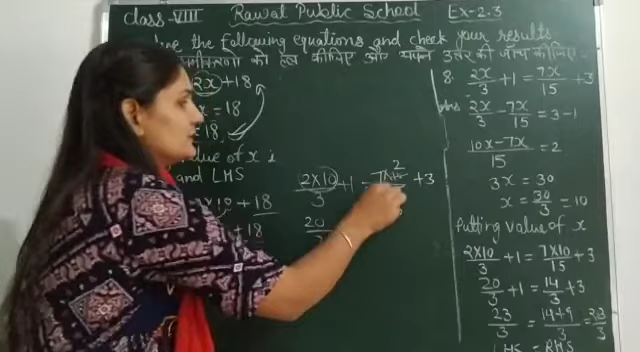 Class-VIII Rawal Public School Ex-2.3
the Following equations and check your results
को हल कीजिए और अपने उत्तर की जाँच कीजिए
2x +18
x = 18
= 18
value of x i
and LHS
+ 18
18
2×10/3 +1 = 7×10 2 +3
20
8. 2x/3 + 1 = 7x/15 + 3
2x/3 - 7x/15 = 3-1
10x-7x/15 = 2
3x = 30
x = 30/3 = 10
Putting value of x
2×10/3 +1 = 7×10/15 +3
20/3 +1 = 14/3 +3
23/3 = 14+9/3 = 23/3
LHS = RHS